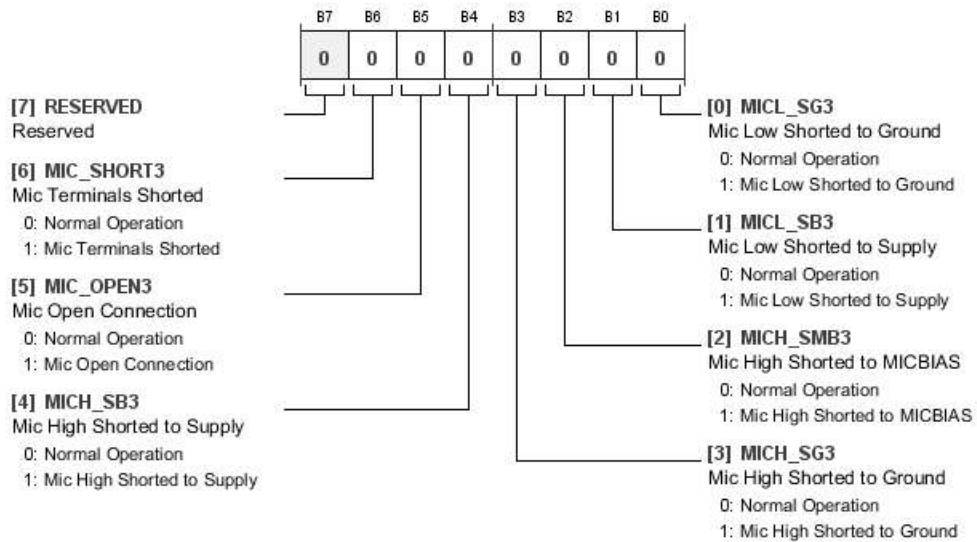 B7 B6 B5 B4 B3 B2 B1 B0
0 0 0 0 0 0 0 0
[7] RESERVED
Reserved
[6] MIC_SHORT3
Mic Terminals Shorted
0: Normal Operation
1: Mic Terminals Shorted
[5] MIC_OPEN3
Mic Open Connection
0: Normal Operation
1: Mic Open Connection
[4] MICH_SB3
Mic High Shorted to Supply
0: Normal Operation
1: Mic High Shorted to Supply
[0] MICL_SG3
Mic Low Shorted to Ground
0: Normal Operation
1: Mic Low Shorted to Ground
[1] MICL_SB3
Mic Low Shorted to Supply
0: Normal Operation
1: Mic Low Shorted to Supply
[2] MICH_SMB3
Mic High Shorted to MICBIAS
0: Normal Operation
1: Mic High Shorted to MICBIAS
[3] MICH_SG3
Mic High Shorted to Ground
0: Normal Operation
1: Mic High Shorted to Ground